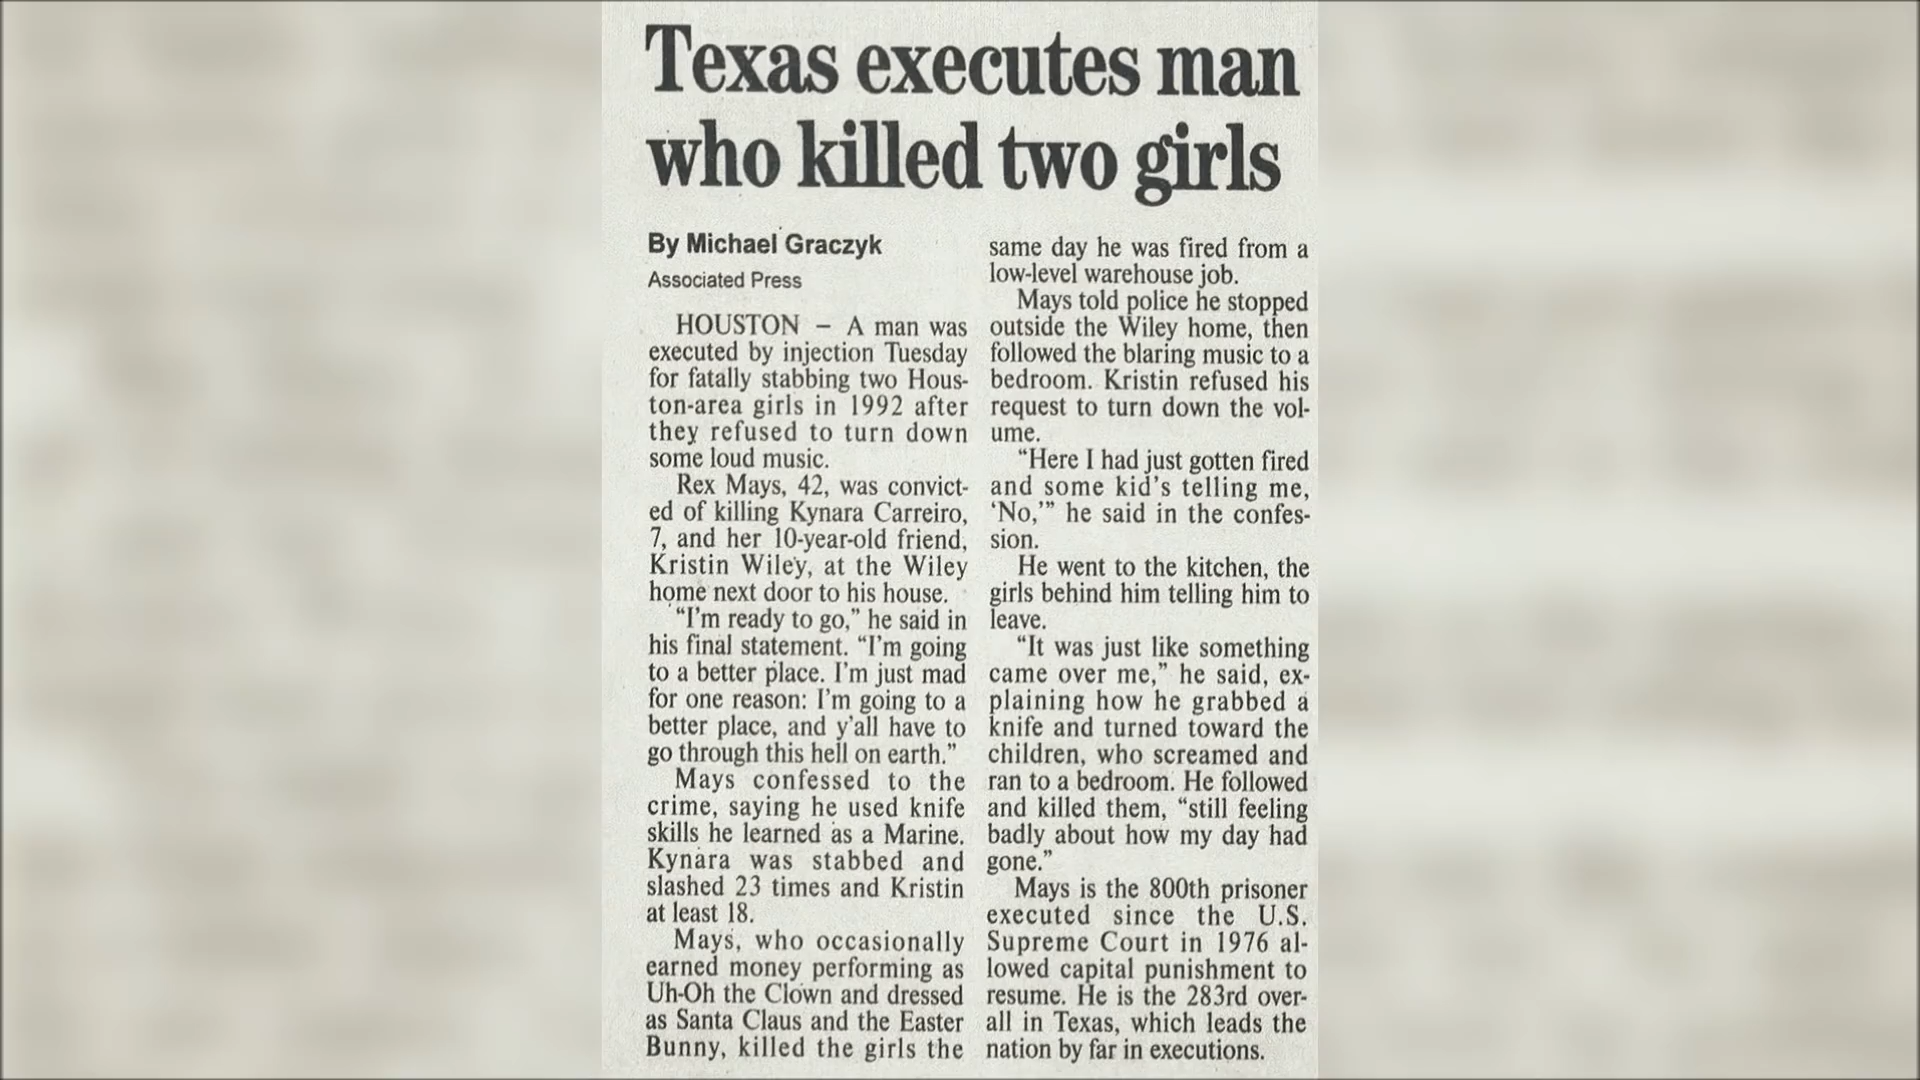 Texas executes man
who killed two girls
By Michael Graczyk
Associated Press
HOUSTON – A man was
executed by injection Tuesday
for fatally stabbing two Hous-
ton-area girls in 1992 after
they refused to turn down
some loud music.
Rex Mays, 42, was convict-
ed of killing Kynara Carreiro,
7, and her 10-year-old friend,
Kristin Wiley, at the Wiley
home next door to his house.
“I’m ready to go,” he said in
his final statement. “I’m going
to a better place. I’m just mad
for one reason: I’m going to a
better place, and y’all have to
go through this hell on earth.”
Mays confessed to the
crime, saying he used knife
skills he learned as a Marine.
Kynara was stabbed and
slashed 23 times and Kristin
at least 18.
Mays, who occasionally
earned money performing as
Uh-Oh the Clown and dressed
as Santa Claus and the Easter
Bunny, killed the girls the
same day he was fired from a
low-level warehouse job.
Mays told police he stopped
outside the Wiley home, then
followed the blaring music to a
bedroom. Kristin refused his
request to turn down the vol-
ume.
“Here I had just gotten fired
and some kid’s telling me,
‘No,’” he said in the confes-
sion.
He went to the kitchen, the
girls behind him telling him to
leave.
“It was just like something
came over me,” he said, ex-
plaining how he grabbed a
knife and turned toward the
children, who screamed and
ran to a bedroom. He followed
and killed them, “still feeling
badly about how my day had
gone.”
Mays is the 800th prisoner
executed since the U.S.
Supreme Court in 1976 al-
lowed capital punishment to
resume. He is the 283rd over-
all in Texas, which leads the
nation by far in executions.